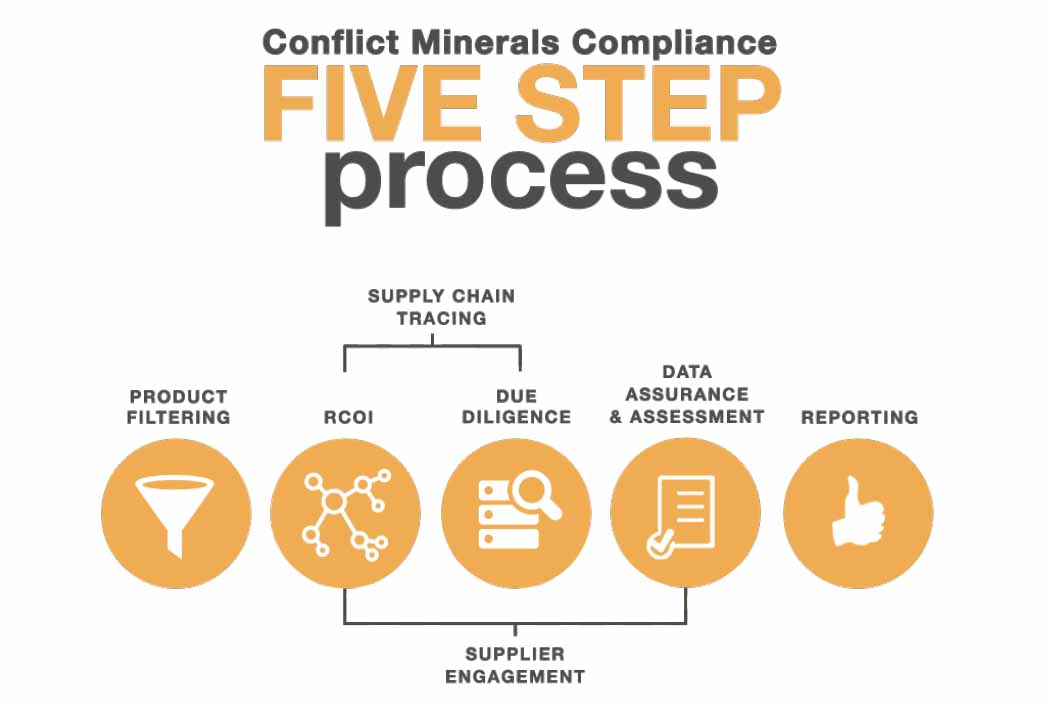 Conflict Minerals Compliance
FIVE STEP
process
SUPPLY CHAIN
TRACING
PRODUCT
FILTERING
RCOI
DUE
DILIGENCE
DATA
ASSURANCE
& ASSESSMENT
REPORTING
SUPPLIER
ENGAGEMENT